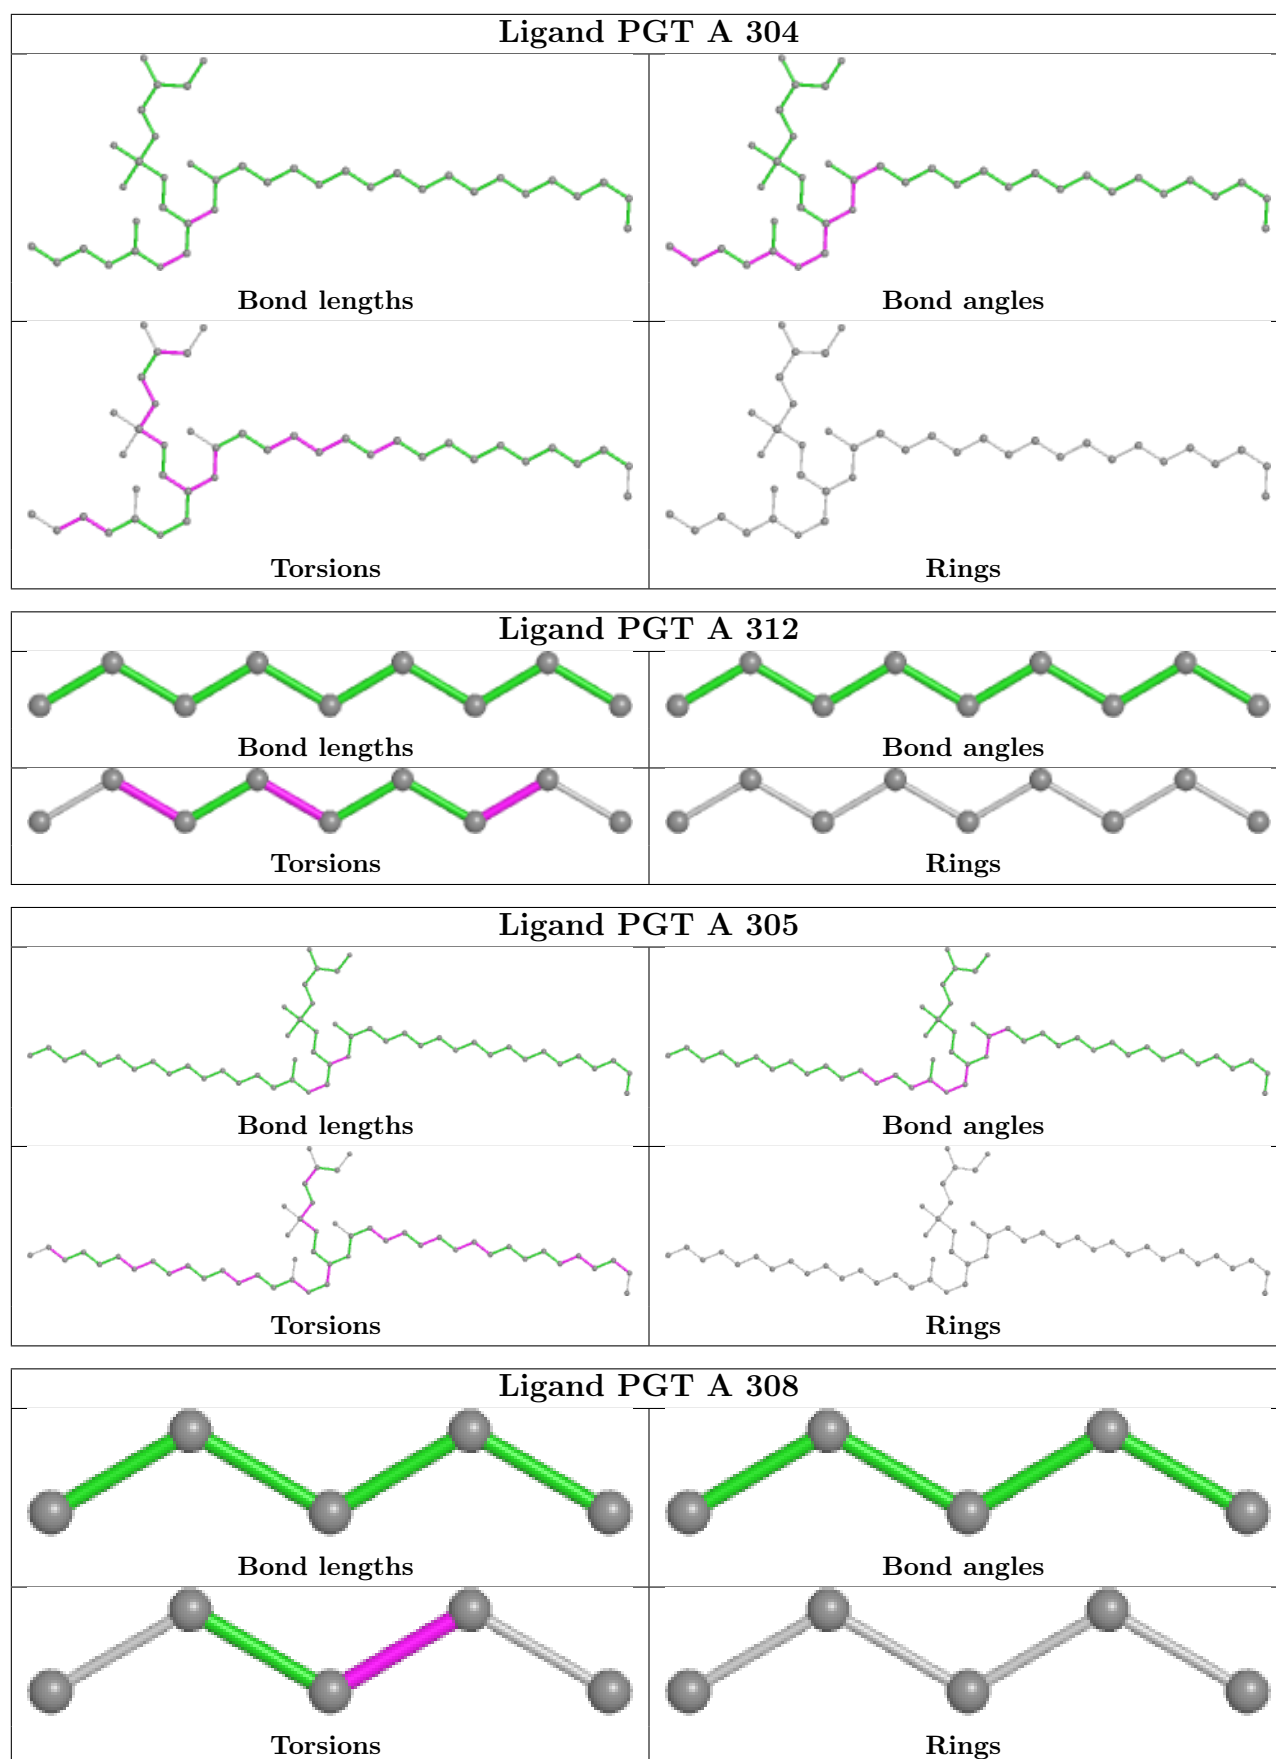 Ligand PGT A 304
Bond lengths
Bond angles
Torsions
Rings
Ligand PGT A 312
Bond lengths
Bond angles
Torsions
Rings
Ligand PGT A 305
Bond lengths
Bond angles
Torsions
Rings
Ligand PGT A 308
Bond lengths
Bond angles
Torsions
Rings